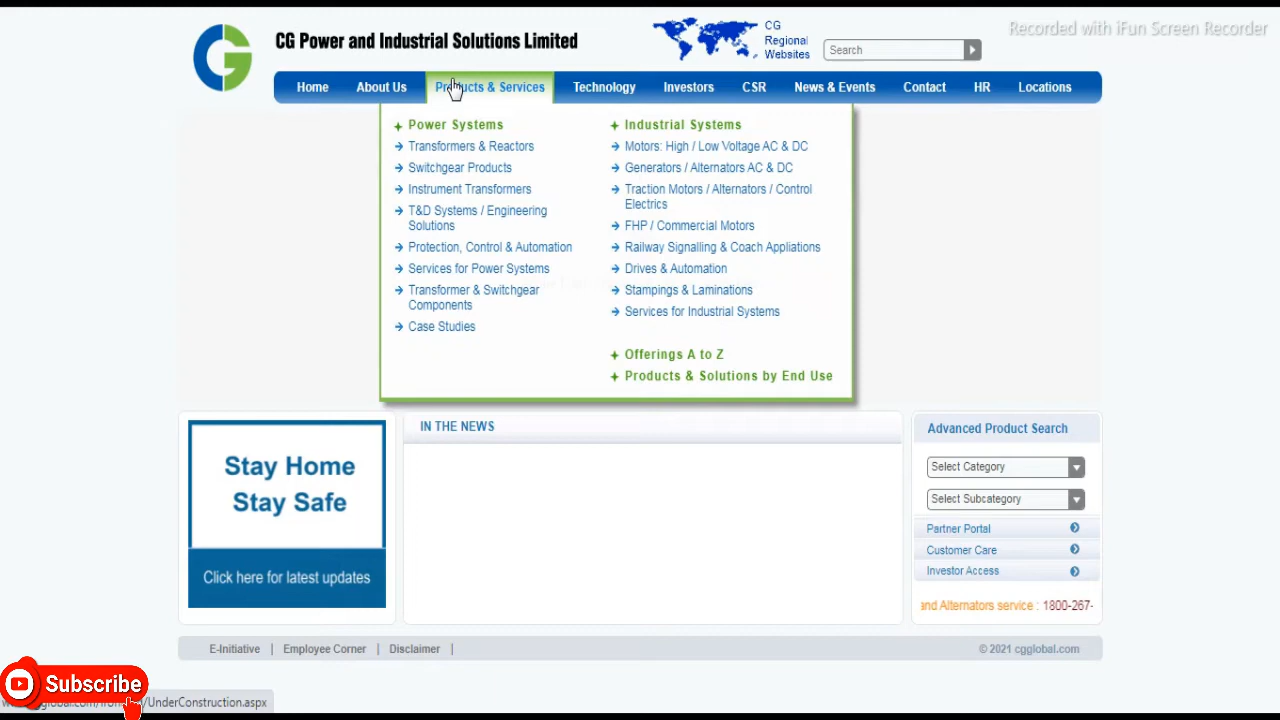 CG Power and Industrial Solutions Limited
CG
Regional
Websites
Search
Recorded with iFun Screen Recorder
Home
About Us
Products & Services
Technology
Investors
CSR
News & Events
Contact
HR
Locations
Power Systems
Transformers & Reactors
Switchgear Products
Instrument Transformers
T&D Systems / Engineering
Solutions
Protection, Control & Automation
Services for Power Systems
Transformer & Switchgear
Components
Case Studies
Industrial Systems
Motors: High / Low Voltage AC & DC
Generators / Alternators AC & DC
Traction Motors / Alternators / Control
Electrics
FHP / Commercial Motors
Railway Signalling & Coach Appliations
Drives & Automation
Stampings & Laminations
Services for Industrial Systems
Offerings A to Z
Products & Solutions by End Use
Stay Home
Stay Safe
Click here for latest updates
IN THE NEWS
Advanced Product Search
Select Category
Select Subcategory
Partner Portal
Customer Care
Investor Access
and Alternators service : 1800-267-
E-Initiative | Employee Corner | Disclaimer |
© 2021 cgglobal.com
Subscribe
/UnderConstruction.aspx